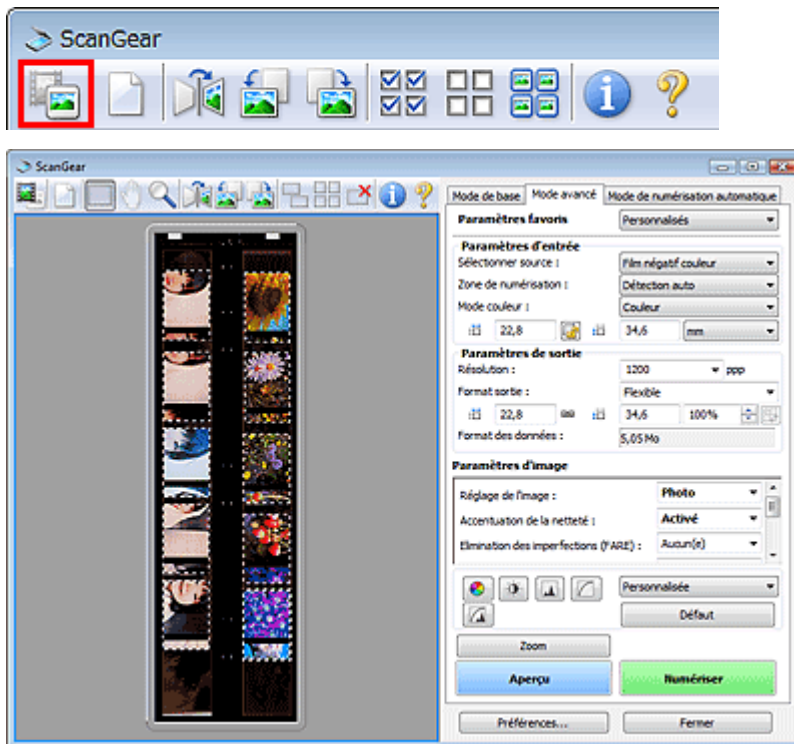 ScanGear
ScanGear
Mode de base Mode avancé Mode de numérisation automatique
Paramètres favoris Personnalisés
Paramètres d'entrée
Sélectionner source : Film négatif couleur
Zone de numérisation : Détection auto
Mode couleur : Couleur
22,8 34,6 mm
Paramètres de sortie
Résolution : 1200 ppp
Format sortie : Flexible
22,8 34,6 100%
Format des données : 5,05 Mo
Paramètres d'image
Réglage de l'image : Photo
Accentuation de la netteté : Activé
Elimination des imperfections (FARE) : Aucun(e)
Personnalisée
Défaut
Zoom
Aperçu Numériser
Préférences... Fermer